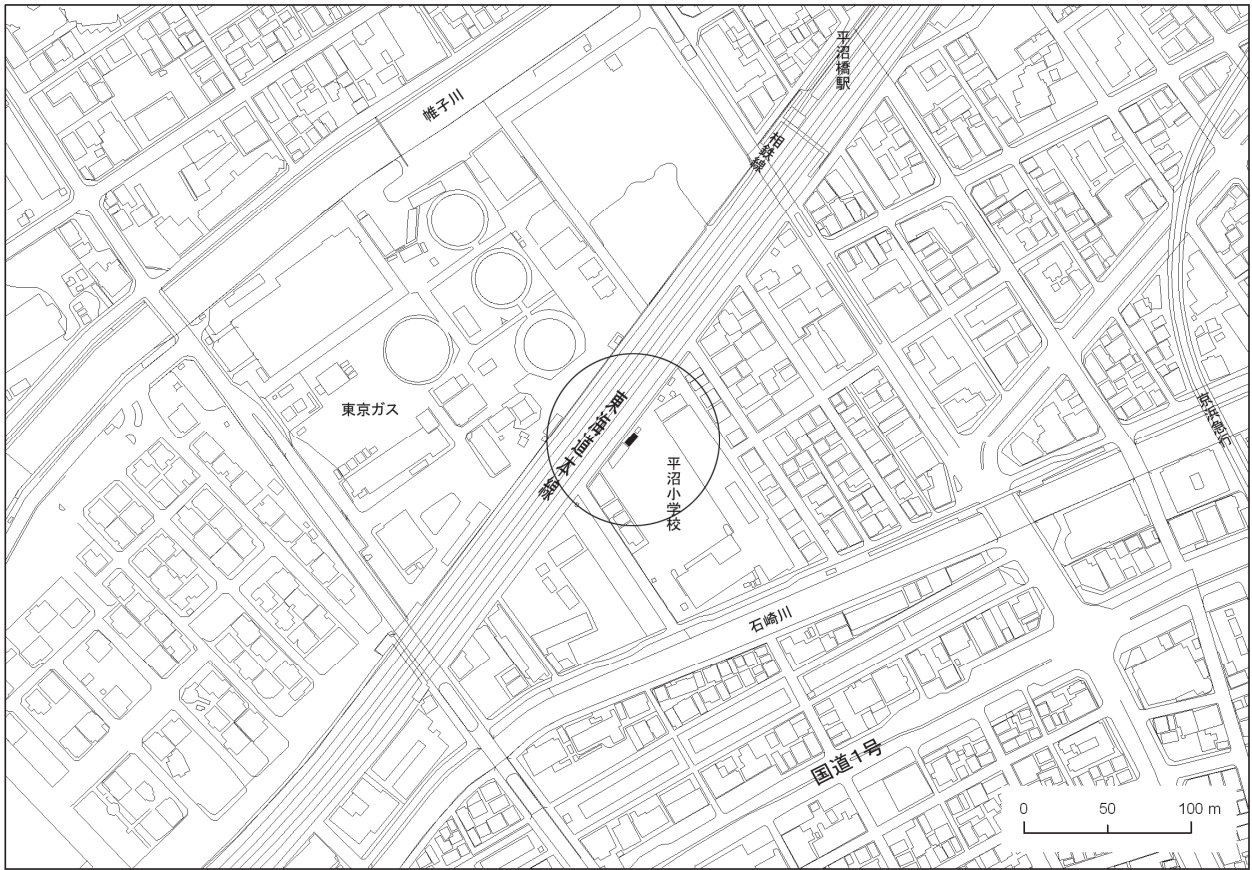 平沼橋駅
帷子川
相鉄線
東京ガス
東海道本線
京浜急行
平沼小学校
石崎川
国道1号
0 50 100 m